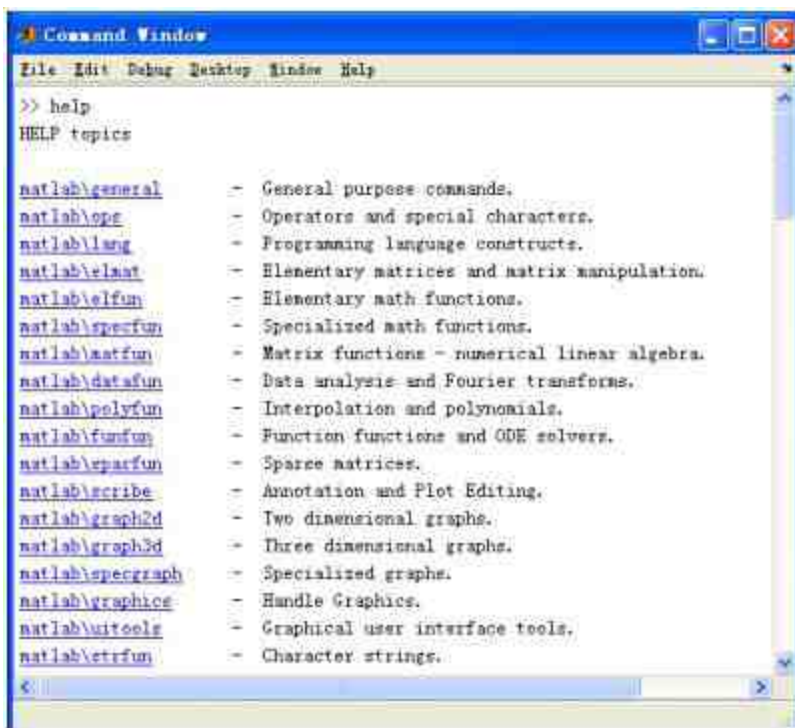 Command Window
File Edit Debug Desktop Window Help
>> help
HELP topics
matlab\general - General purpose commands.
matlab\ops - Operators and special characters.
matlab\lang - Programming language constructs.
matlab\elmat - Elementary matrices and matrix manipulation.
matlab\elfun - Elementary math functions.
matlab\specfun - Specialized math functions.
matlab\matfun - Matrix functions - numerical linear algebra.
matlab\datafun - Data analysis and Fourier transforms.
matlab\polyfun - Interpolation and polynomials.
matlab\funfun - Function functions and ODE solvers.
matlab\sparfun - Sparse matrices.
matlab\scribe - Annotation and Plot Editing.
matlab\graph2d - Two dimensional graphs.
matlab\graph3d - Three dimensional graphs.
matlab\specgraph - Specialized graphs.
matlab\graphics - Handle Graphics.
matlab\uitools - Graphical user interface tools.
matlab\strfun - Character strings.